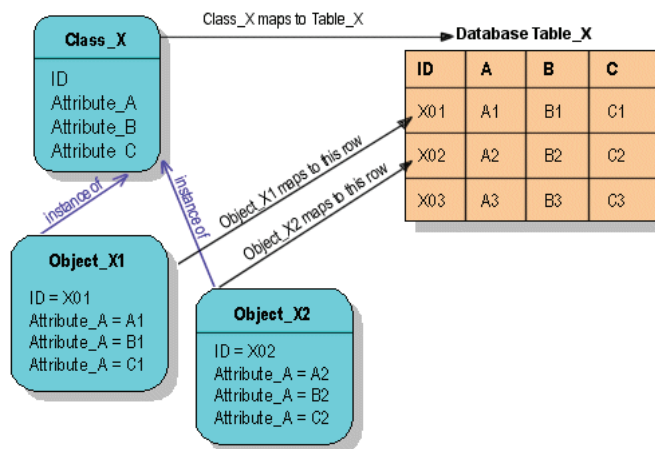 Class_X maps to Table_X
Class_X
ID
Attribute_A
Attribute_B
Attribute C
Database Table_X
ID A B C
X01 A1 B1 C1
X02 A2 B2 C2
X03 A3 B3 C3
instance of
instance of
Object_X1 maps to this row
Object_X2 maps to this row
Object_X1
ID = X01
Attribute_A = A1
Attribute_A = B1
Attribute_A = C1
Object_X2
ID = X02
Attribute_A = A2
Attribute_A = B2
Attribute_A = C2